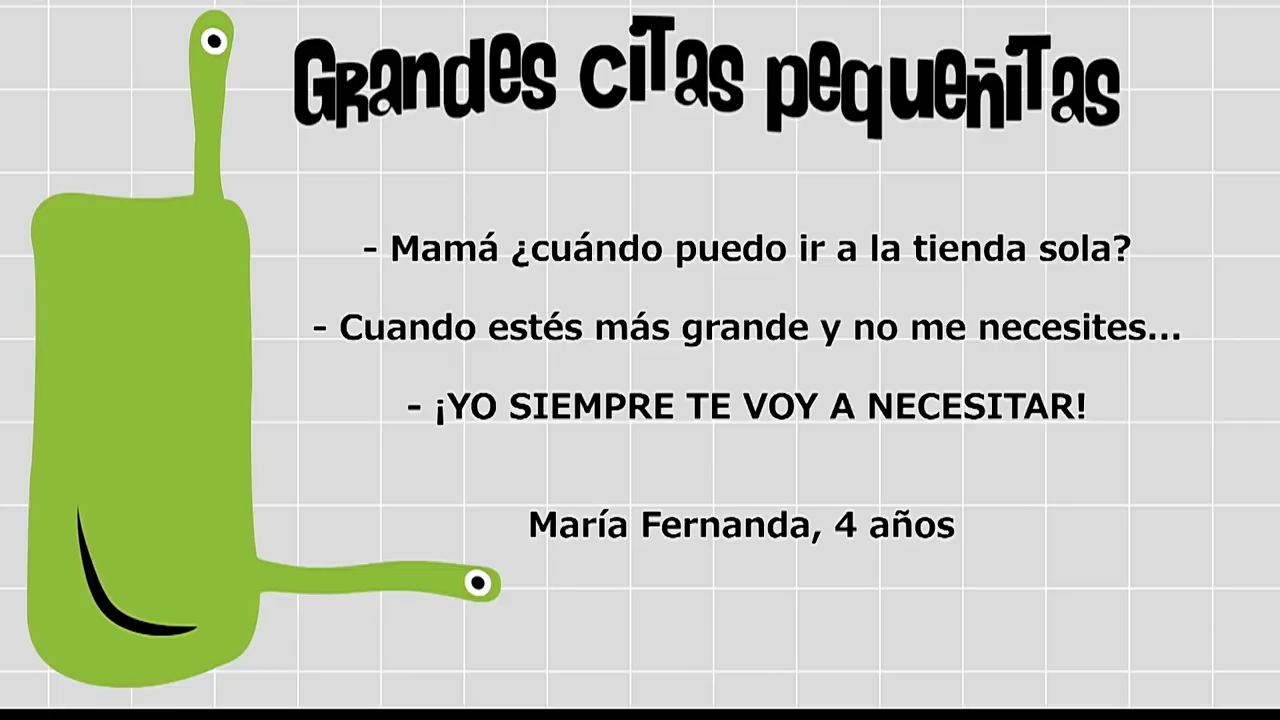 Grandes citas pequeñitas
- Mamá ¿cuándo puedo ir a la tienda sola?
- Cuando estés más grande y no me necesites...
- ¡YO SIEMPRE TE VOY A NECESITAR!
María Fernanda, 4 años